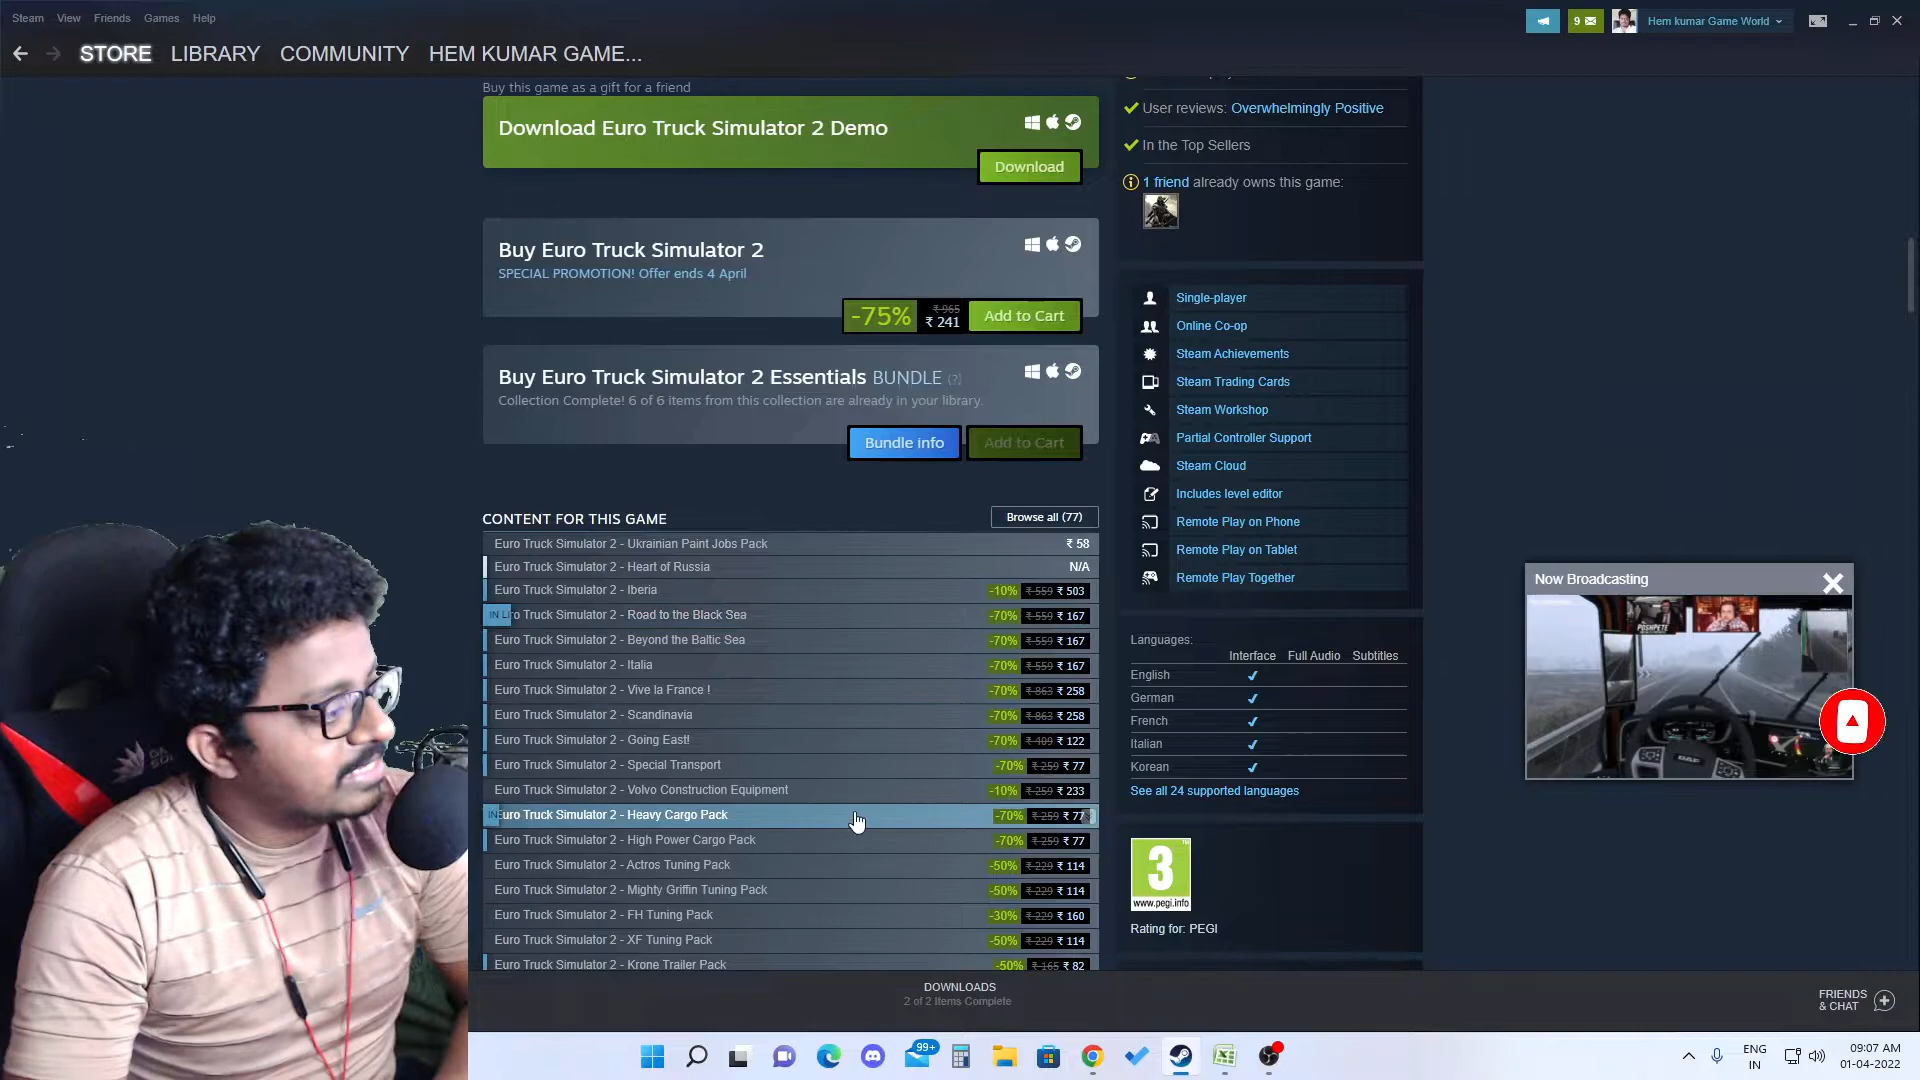 Steam View Friends Games Help
9
Hem kumar Game World
STORE LIBRARY COMMUNITY HEM KUMAR GAME...
Buy this game as a gift for a friend
Download Euro Truck Simulator 2 Demo
Download
Buy Euro Truck Simulator 2
SPECIAL PROMOTION! Offer ends 4 April
-75% ₹ 965 ₹ 241 Add to Cart
Buy Euro Truck Simulator 2 Essentials BUNDLE (?)
Collection Complete! 6 of 6 items from this collection are already in your library.
Bundle info Add to Cart
CONTENT FOR THIS GAME Browse all (77)
Euro Truck Simulator 2 - Ukrainian Paint Jobs Pack ₹ 58
Euro Truck Simulator 2 - Heart of Russia N/A
Euro Truck Simulator 2 - Iberia -10% ₹ 559 ₹ 503
IN LI ro Truck Simulator 2 - Road to the Black Sea -70% ₹ 559 ₹ 167
Euro Truck Simulator 2 - Beyond the Baltic Sea -70% ₹ 559 ₹ 167
Euro Truck Simulator 2 - Italia -70% ₹ 559 ₹ 167
Euro Truck Simulator 2 - Vive la France ! -70% ₹ 863 ₹ 258
Euro Truck Simulator 2 - Scandinavia -70% ₹ 863 ₹ 258
Euro Truck Simulator 2 - Going East! -70% ₹ 409 ₹ 122
Euro Truck Simulator 2 - Special Transport -70% ₹ 259 ₹ 77
Euro Truck Simulator 2 - Volvo Construction Equipment -10% ₹ 259 ₹ 233
IN Euro Truck Simulator 2 - Heavy Cargo Pack -70% ₹ 259 ₹ 77
Euro Truck Simulator 2 - High Power Cargo Pack -70% ₹ 259 ₹ 77
Euro Truck Simulator 2 - Actros Tuning Pack -50% ₹ 229 ₹ 114
Euro Truck Simulator 2 - Mighty Griffin Tuning Pack -50% ₹ 229 ₹ 114
Euro Truck Simulator 2 - FH Tuning Pack -30% ₹ 229 ₹ 160
Euro Truck Simulator 2 - XF Tuning Pack -50% ₹ 229 ₹ 114
Euro Truck Simulator 2 - Krone Trailer Pack -50% ₹ 165 ₹ 82
User reviews: Overwhelmingly Positive
In the Top Sellers
1 friend already owns this game:
Single-player
Online Co-op
Steam Achievements
Steam Trading Cards
Steam Workshop
Partial Controller Support
Steam Cloud
Includes level editor
Remote Play on Phone
Remote Play on Tablet
Remote Play Together
Languages:
Interface Full Audio Subtitles
English
German
French
Italian
Korean
See all 24 supported languages
3
www.pegi.info
Rating for: PEGI
Now Broadcasting
POSHPETE
DAF
DOWNLOADS
2 of 2 Items Complete
FRIENDS
& CHAT
99+
ENG
IN
09:07 AM
01-04-2022